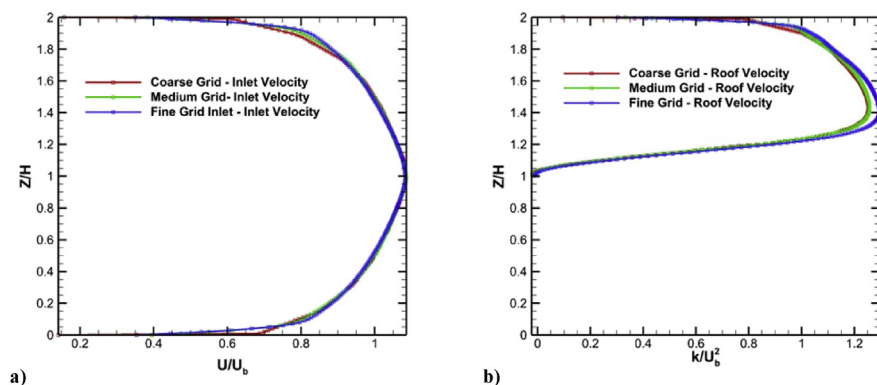 2
1.8
1.6
1.4
1.2
1
0.8
0.6
0.4
0.2
0
Z/H
Coarse Grid - Inlet Velocity
Medium Grid- Inlet Velocity
Fine Grid Inlet - Inlet Velocity
0.2 0.4 0.6 0.8 1
U/U_b
a)
2
1.8
1.6
1.4
1.2
1
0.8
0.6
0.4
0.2
0
Z/H
Coarse Grid - Roof Velocity
Medium Grid - Roof Velocity
Fine Grid - Roof Velocity
0 0.2 0.4 0.6 0.8 1 1.2
k/U_b^2
b)